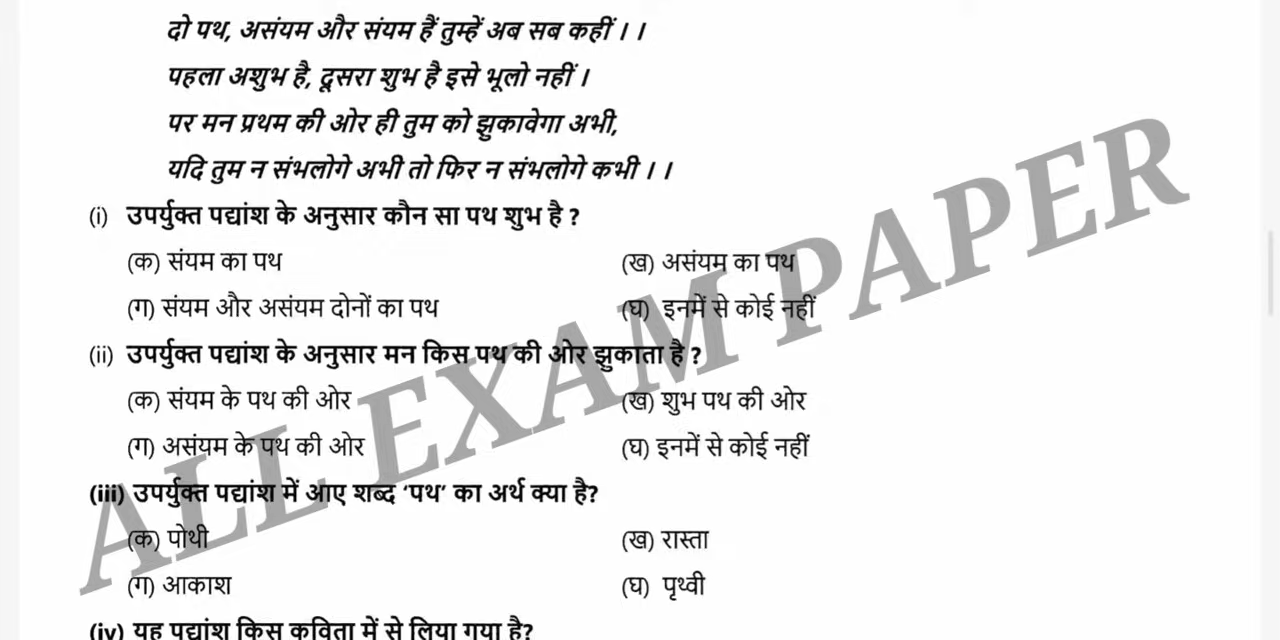 दो पथ, असंयम और संयम हैं तुम्हें अब सब कहीं । ।
पहला अशुभ है, दूसरा शुभ है इसे भूलो नहीं ।
पर मन प्रथम की ओर ही तुम को झुकावेगा अभी,
यदि तुम न संभलोगे अभी तो फिर न संभलोगे कभी । ।
(i) उपर्युक्त पद्यांश के अनुसार कौन सा पथ शुभ है ?
(क) संयम का पथ (ख) असंयम का पथ
(ग) संयम और असंयम दोनों का पथ (घ) इनमें से कोई नहीं
(ii) उपर्युक्त पद्यांश के अनुसार मन किस पथ की ओर झुकाता है ?
(क) संयम के पथ की ओर (ख) शुभ पथ की ओर
(ग) असंयम के पथ की ओर (घ) इनमें से कोई नहीं
(iii) उपर्युक्त पद्यांश में आए शब्द ‘पथ’ का अर्थ क्या है?
(क) पोथी (ख) रास्ता
(ग) आकाश (घ) पृथ्वी
(iv) यह पद्यांश किस कविता में से लिया गया है?
ALL EXAM PAPER